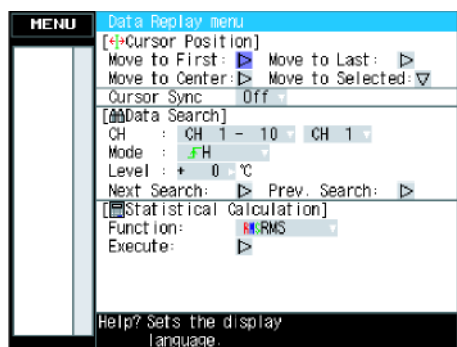 MENU
Data Replay menu
[Cursor Position]
Move to First: Move to Last:
Move to Center: Move to Selected:
Cursor Sync Off
[Data Search]
CH : CH 1 - 10 CH 1
Mode : H
Level : + 0 °C
Next Search: Prev. Search:
[Statistical Calculation]
Function: RMS RMS
Execute:
Help? Sets the display
language.